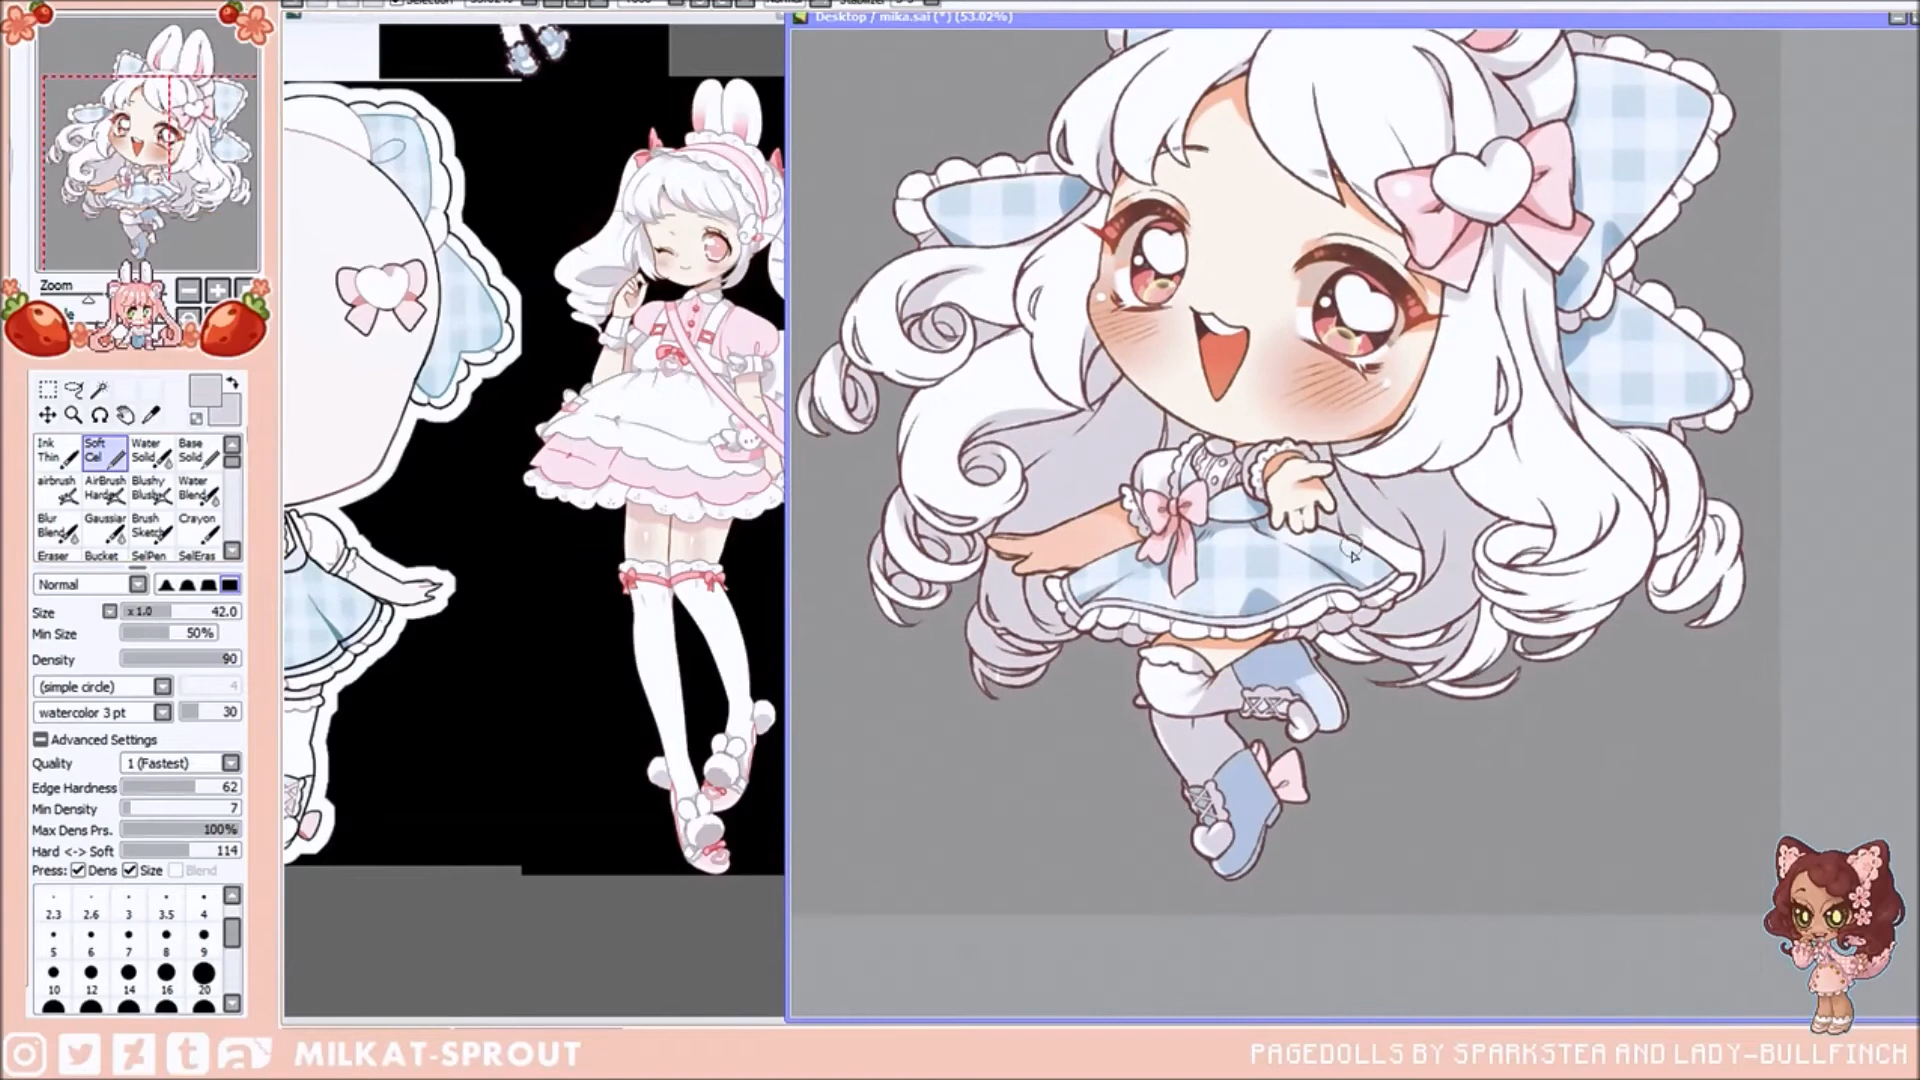 Desktop / mika.sai (*) (53.02%)
Zoom
Ink Thin
Soft Cel
Water Solid
Base Solid
airbrush
AirBrush Harde
Blushy Blush
Water Blend
Blur Blend
Gaussiar
Brush Sketch
Crayon
Eraser
Bucket
SelPen
SelEras
Normal
Size x 1.0 42.0
Min Size 50%
Density 90
(simple circle) 4
watercolor 3 pt 30
Advanced Settings
Quality 1 (Fastest)
Edge Hardness 62
Min Density 7
Max Dens Prs. 100%
Hard <-> Soft 114
Press: Dens Size Blend
2.3 2.6 3 3.5 4
5 6 7 8 9
10 12 14 16 20
MILKAT-SPROUT
PAGEDOLLS BY SPARKSTEA AND LADY-BULLFINCH